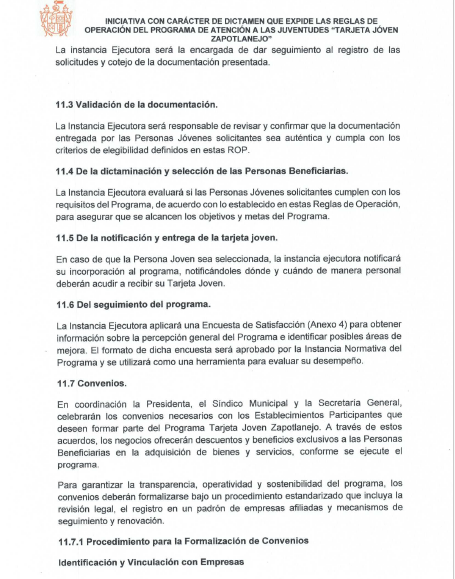 INICIATIVA CON CARÁCTER DE DICTAMEN QUE EXPIDE LAS REGLAS DE
OPERACIÓN DEL PROGRAMA DE ATENCIÓN A LAS JUVENTUDES “TARJETA JÓVEN
ZAPOTLANEJO”
La instancia Ejecutora será la encargada de dar seguimiento al registro de las
solicitudes y cotejo de la documentación presentada.
11.3 Validación de la documentación.
La Instancia Ejecutora será responsable de revisar y confirmar que la documentación
entregada por las Personas Jóvenes solicitantes sea auténtica y cumpla con los
criterios de elegibilidad definidos en estas ROP.
11.4 De la dictaminación y selección de las Personas Beneficiarias.
La Instancia Ejecutora evaluará si las Personas Jóvenes solicitantes cumplen con los
requisitos del Programa, de acuerdo con lo establecido en estas Reglas de Operación,
para asegurar que se alcancen los objetivos y metas del Programa.
11.5 De la notificación y entrega de la tarjeta joven.
En caso de que la Persona Joven sea seleccionada, la instancia ejecutora notificará
su incorporación al programa, notificándoles dónde y cuándo de manera personal
deberán acudir a recibir su Tarjeta Joven.
11.6 Del seguimiento del programa.
La Instancia Ejecutora aplicará una Encuesta de Satisfacción (Anexo 4) para obtener
información sobre la percepción general del Programa e identificar posibles áreas de
mejora. El formato de dicha encuesta será aprobado por la Instancia Normativa del
Programa y se utilizará como una herramienta para evaluar su desempeño.
11.7 Convenios.
En coordinación la Presidenta, el Síndico Municipal y la Secretaria General,
celebrarán los convenios necesarios con los Establecimientos Participantes que
deseen formar parte del Programa Tarjeta Joven Zapotlanejo. A través de estos
acuerdos, los negocios ofrecerán descuentos y beneficios exclusivos a las Personas
Beneficiarias en la adquisición de bienes y servicios, conforme se ejecute el
programa.
Para garantizar la transparencia, operatividad y sostenibilidad del programa, los
convenios deberán formalizarse bajo un procedimiento estandarizado que incluya la
revisión legal, el registro en un padrón de empresas afiliadas y mecanismos de
seguimiento y renovación.
11.7.1 Procedimiento para la Formalización de Convenios
Identificación y Vinculación con Empresas